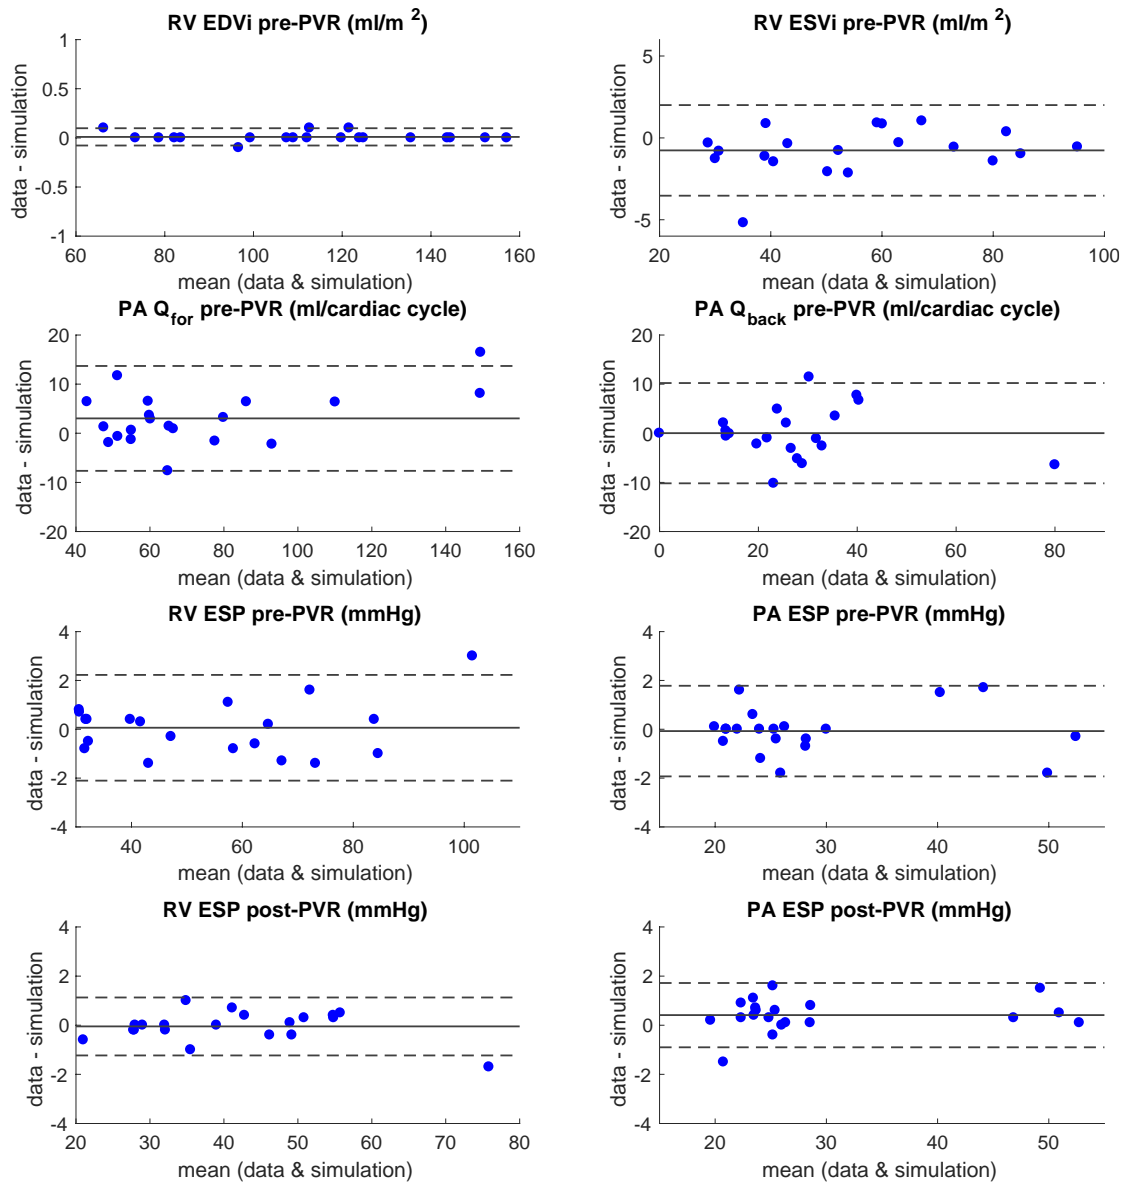 RV EDVi pre-PVR (ml/m 2)
1
0.5
0
-0.5
-1
data - simulation
60 80 100 120 140 160
mean (data & simulation)
RV ESVi pre-PVR (ml/m 2)
5
0
-5
data - simulation
20 40 60 80 100
mean (data & simulation)
PA Qfor pre-PVR (ml/cardiac cycle)
20
10
0
-10
-20
data - simulation
40 60 80 100 120 140 160
mean (data & simulation)
PA Qback pre-PVR (ml/cardiac cycle)
20
10
0
-10
-20
data - simulation
0 20 40 60 80
mean (data & simulation)
RV ESP pre-PVR (mmHg)
4
2
0
-2
-4
data - simulation
40 60 80 100
mean (data & simulation)
PA ESP pre-PVR (mmHg)
4
2
0
-2
-4
data - simulation
20 30 40 50
mean (data & simulation)
RV ESP post-PVR (mmHg)
4
2
0
-2
-4
data - simulation
20 30 40 50 60 70 80
mean (data & simulation)
PA ESP post-PVR (mmHg)
4
2
0
-2
-4
data - simulation
20 30 40 50
mean (data & simulation)